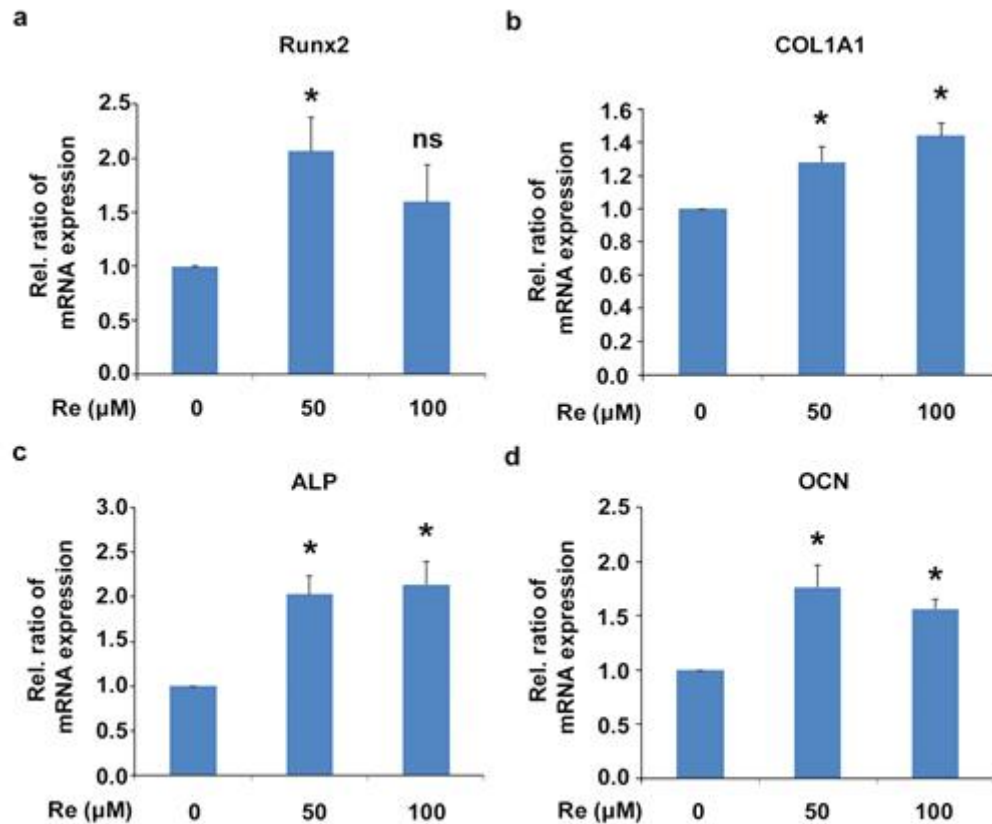 a
Runx2
Rel. ratio of
mRNA expression
2.5
2.0
1.5
1.0
0.5
0.0
*
ns
Re (µM) 0 50 100
b
COL1A1
Rel. ratio of
mRNA expression
1.6
1.4
1.2
1.0
0.8
0.6
0.4
0.2
0.0
*
*
0 50 100
c
ALP
Rel. ratio of
mRNA expression
3.0
2.5
2.0
1.5
1.0
0.5
0.0
*
*
Re (µM) 0 50 100
d
OCN
Rel. ratio of
mRNA expression
2.5
2.0
1.5
1.0
0.5
0.0
*
*
Re (µM) 0 50 100